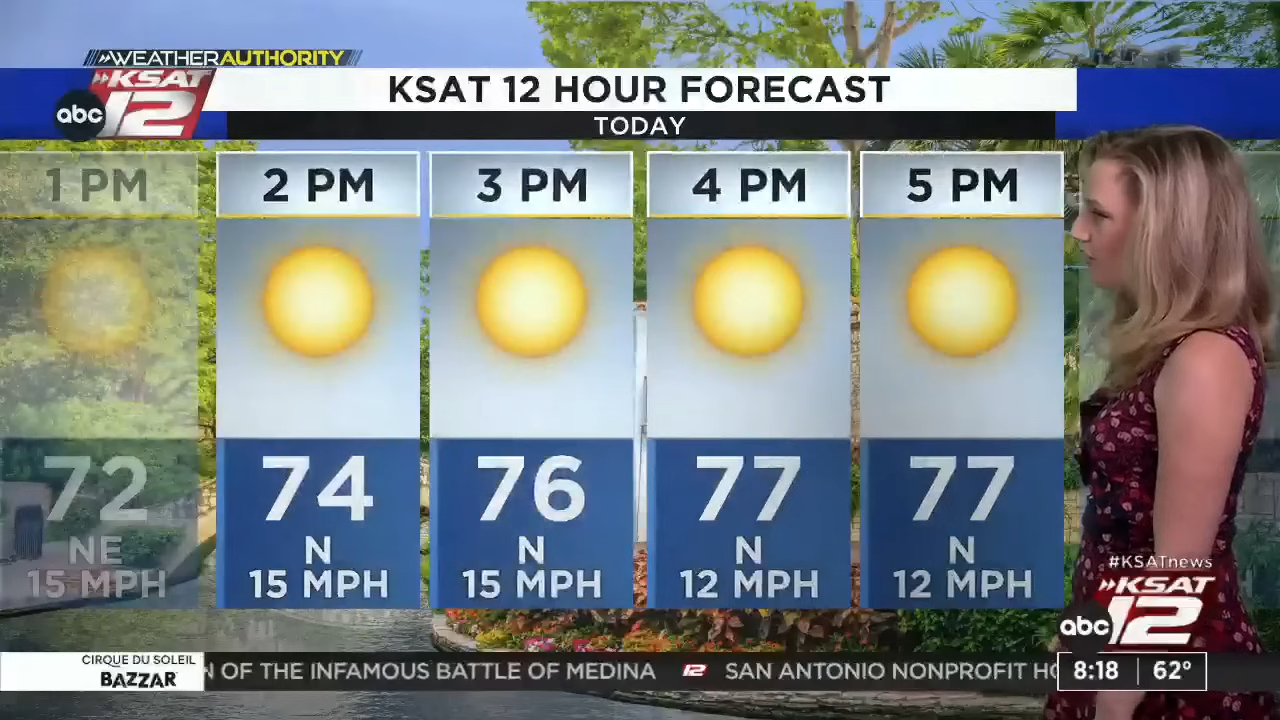 »WEATHERAUTHORITY
»KSAT
abc 12
KSAT 12 HOUR FORECAST
TODAY
1 PM
2 PM
3 PM
4 PM
5 PM
72
74
76
77
77
NE
N
N
N
N
15 MPH
15 MPH
15 MPH
12 MPH
12 MPH
#KSATnews
»KSAT
abc 12
CIRQUE DU SOLEIL
BAZZAR
OF THE INFAMOUS BATTLE OF MEDINA 12 SAN ANTONIO NONPROFIT
8:18 62°